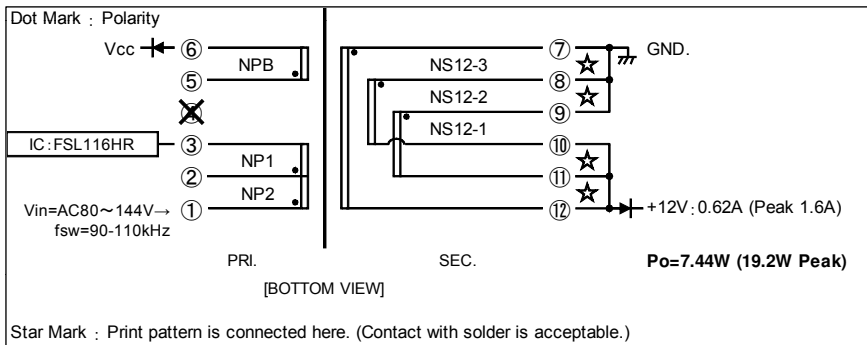 Dot Mark : Polarity
Vcc ⑥ ⑦ GND.
NPB NS12-3
⑤ ⑧ ☆
☆
NS12-2
④ ⑨ ☆
NS12-1
IC:FSL116HR ③ ⑩
NP1 ☆
② ⑪
NP2 ☆
Vin=AC80～144V→ ① ⑫ +12V:0.62A (Peak 1.6A)
fsw=90-110kHz
PRI. SEC. Po=7.44W (19.2W Peak)
[BOTTOM VIEW]
Star Mark : Print pattern is connected here. (Contact with solder is acceptable.)